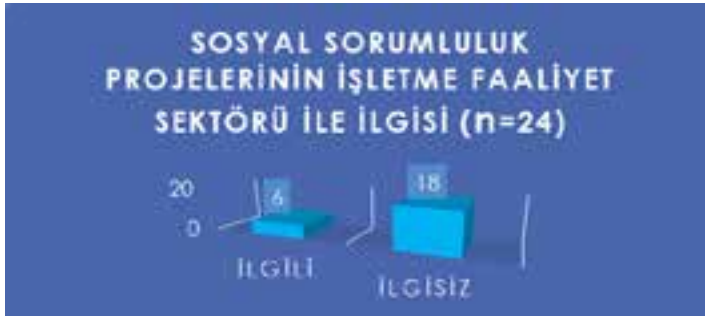 SOSYAL SORUMLULUK
PROJELERİNİN İŞLETME FAALİYET
SEKTÖRÜ İLE İLGİSİ (n=24)
20
0
6
18
İLGİLİ
İLGİSİZ